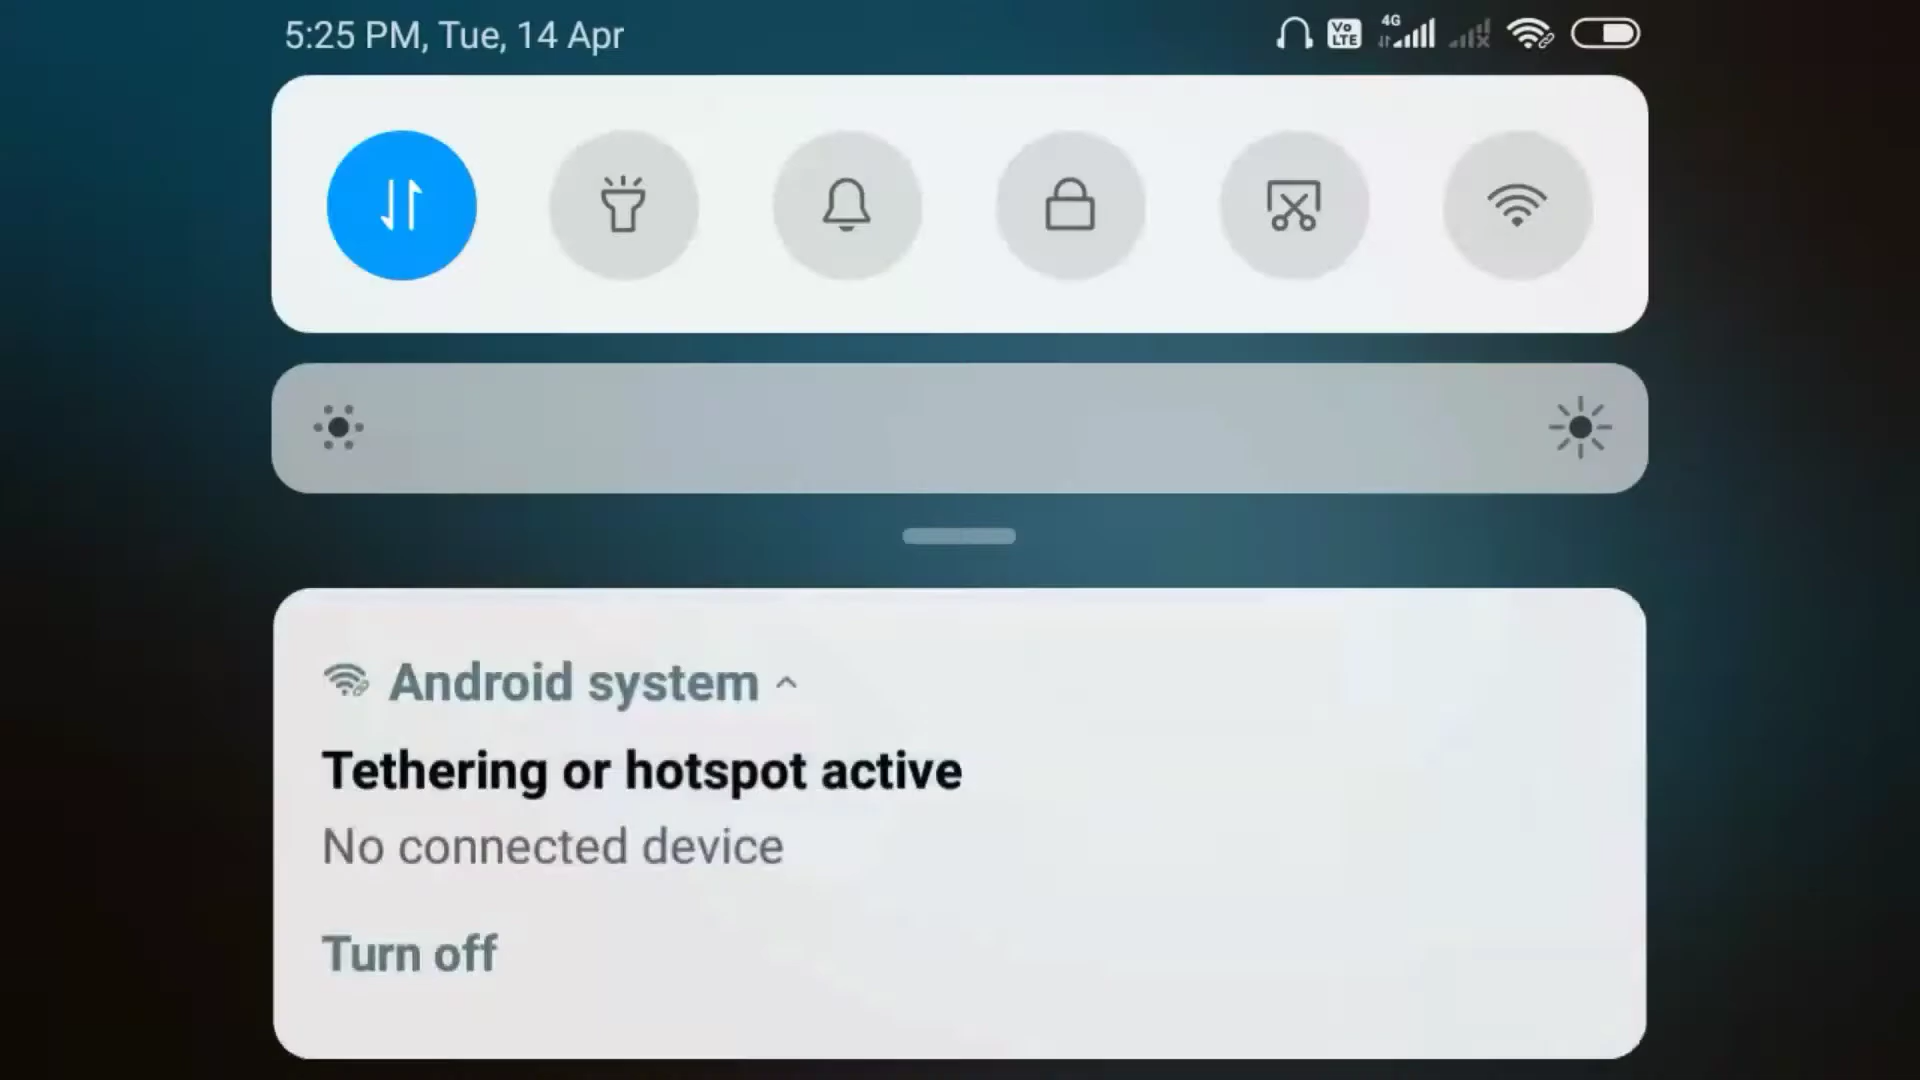 5:25 PM, Tue, 14 Apr
Vo LTE 4G
Android system
Tethering or hotspot active
No connected device
Turn off